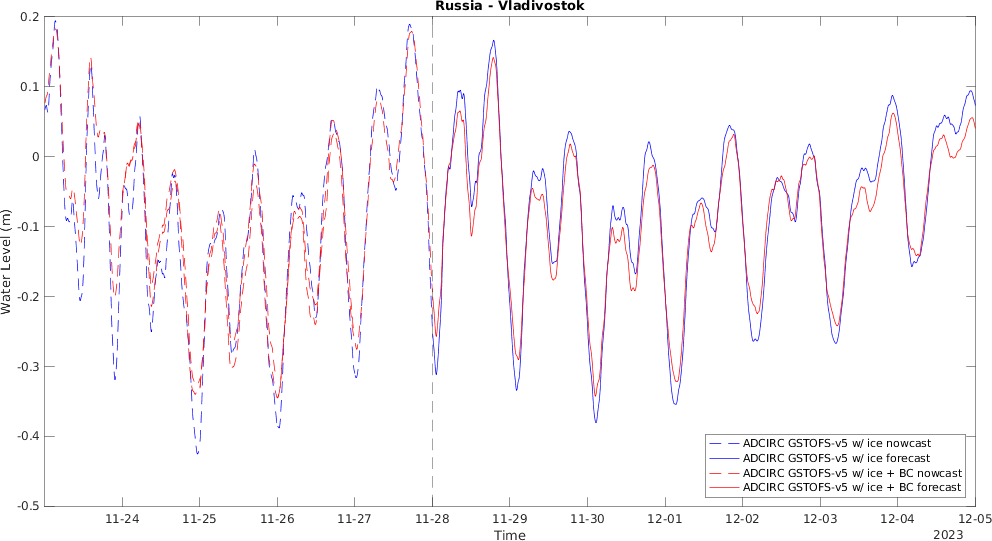 Russia - Vladivostok
Water Level (m)
0.2
0.1
0
-0.1
-0.2
-0.3
-0.4
-0.5
ADCIRC GSTOFS-v5 w/ ice nowcast
ADCIRC GSTOFS-v5 w/ ice forecast
ADCIRC GSTOFS-v5 w/ ice + BC nowcast
ADCIRC GSTOFS-v5 w/ ice + BC forecast
11-24 11-25 11-26 11-27 11-28 11-29 11-30 12-01 12-02 12-03 12-04 12-05
Time 2023